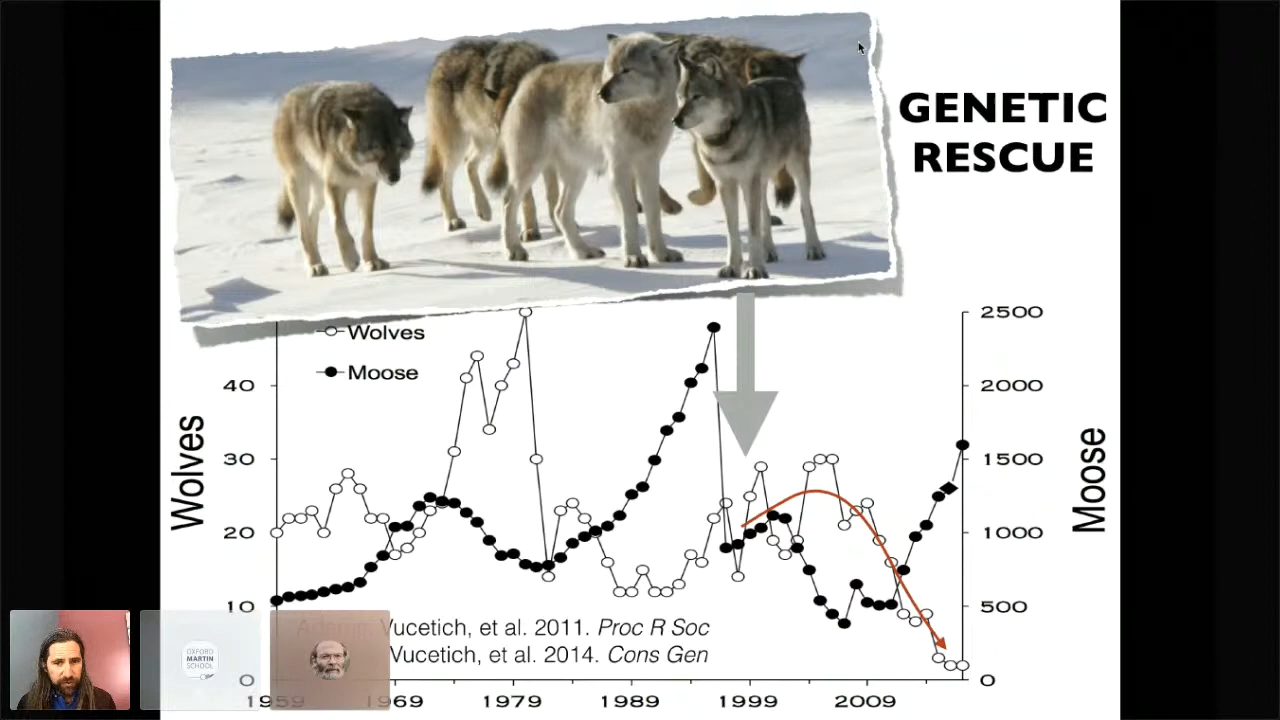 GENETIC
RESCUE
Wolves
Moose
Wolves
40
30
20
10
0
2500
2000
1500
1000
500
0
Moose
Vucetich, et al. 2011. Proc R Soc
Vucetich, et al. 2014. Cons Gen
1959
1969
1979
1989
1999
2009
OXFORD
MARTIN
SCHOOL